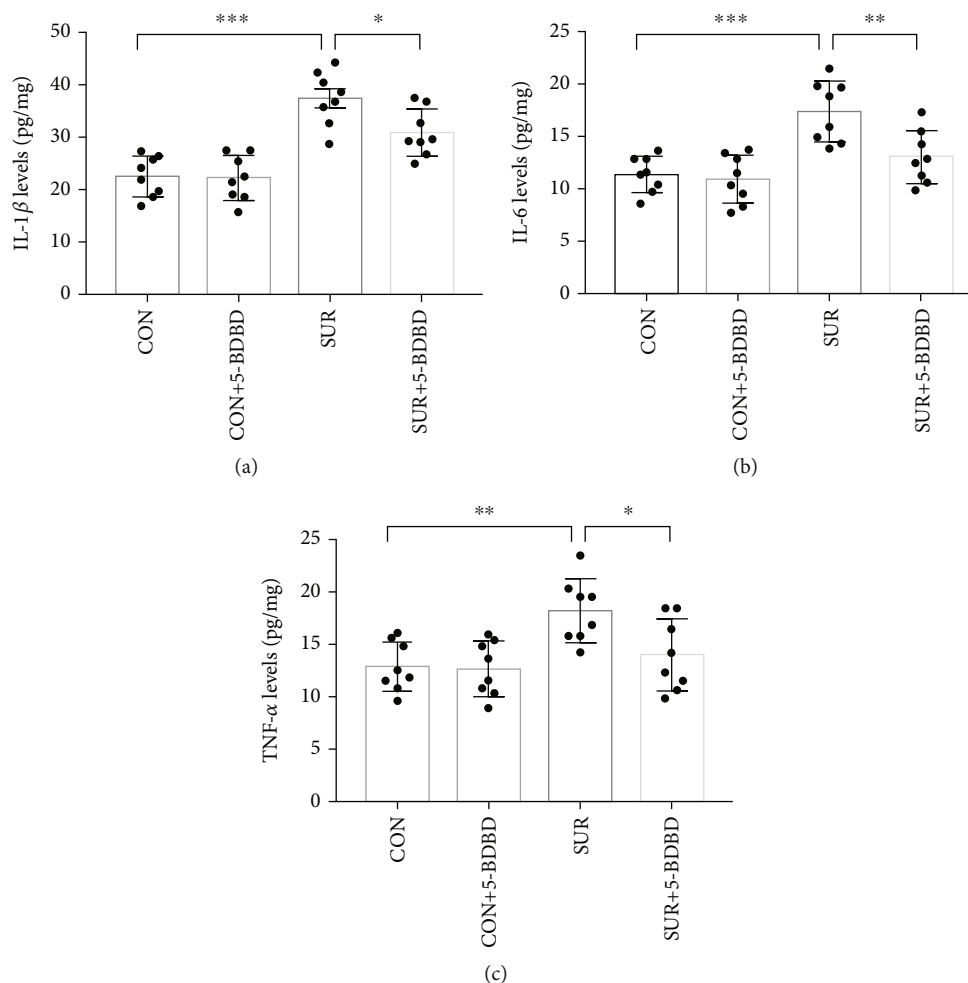 *** *
50
40
30
20
10
0
IL-1β levels (pg/mg)
CON
CON+5-BDBD
SUR
SUR+5-BDBD
(a)
*** **
25
20
15
10
5
0
IL-6 levels (pg/mg)
CON
CON+5-BDBD
SUR
SUR+5-BDBD
(b)
** *
25
20
15
10
5
0
TNF-α levels (pg/mg)
CON
CON+5-BDBD
SUR
SUR+5-BDBD
(c)